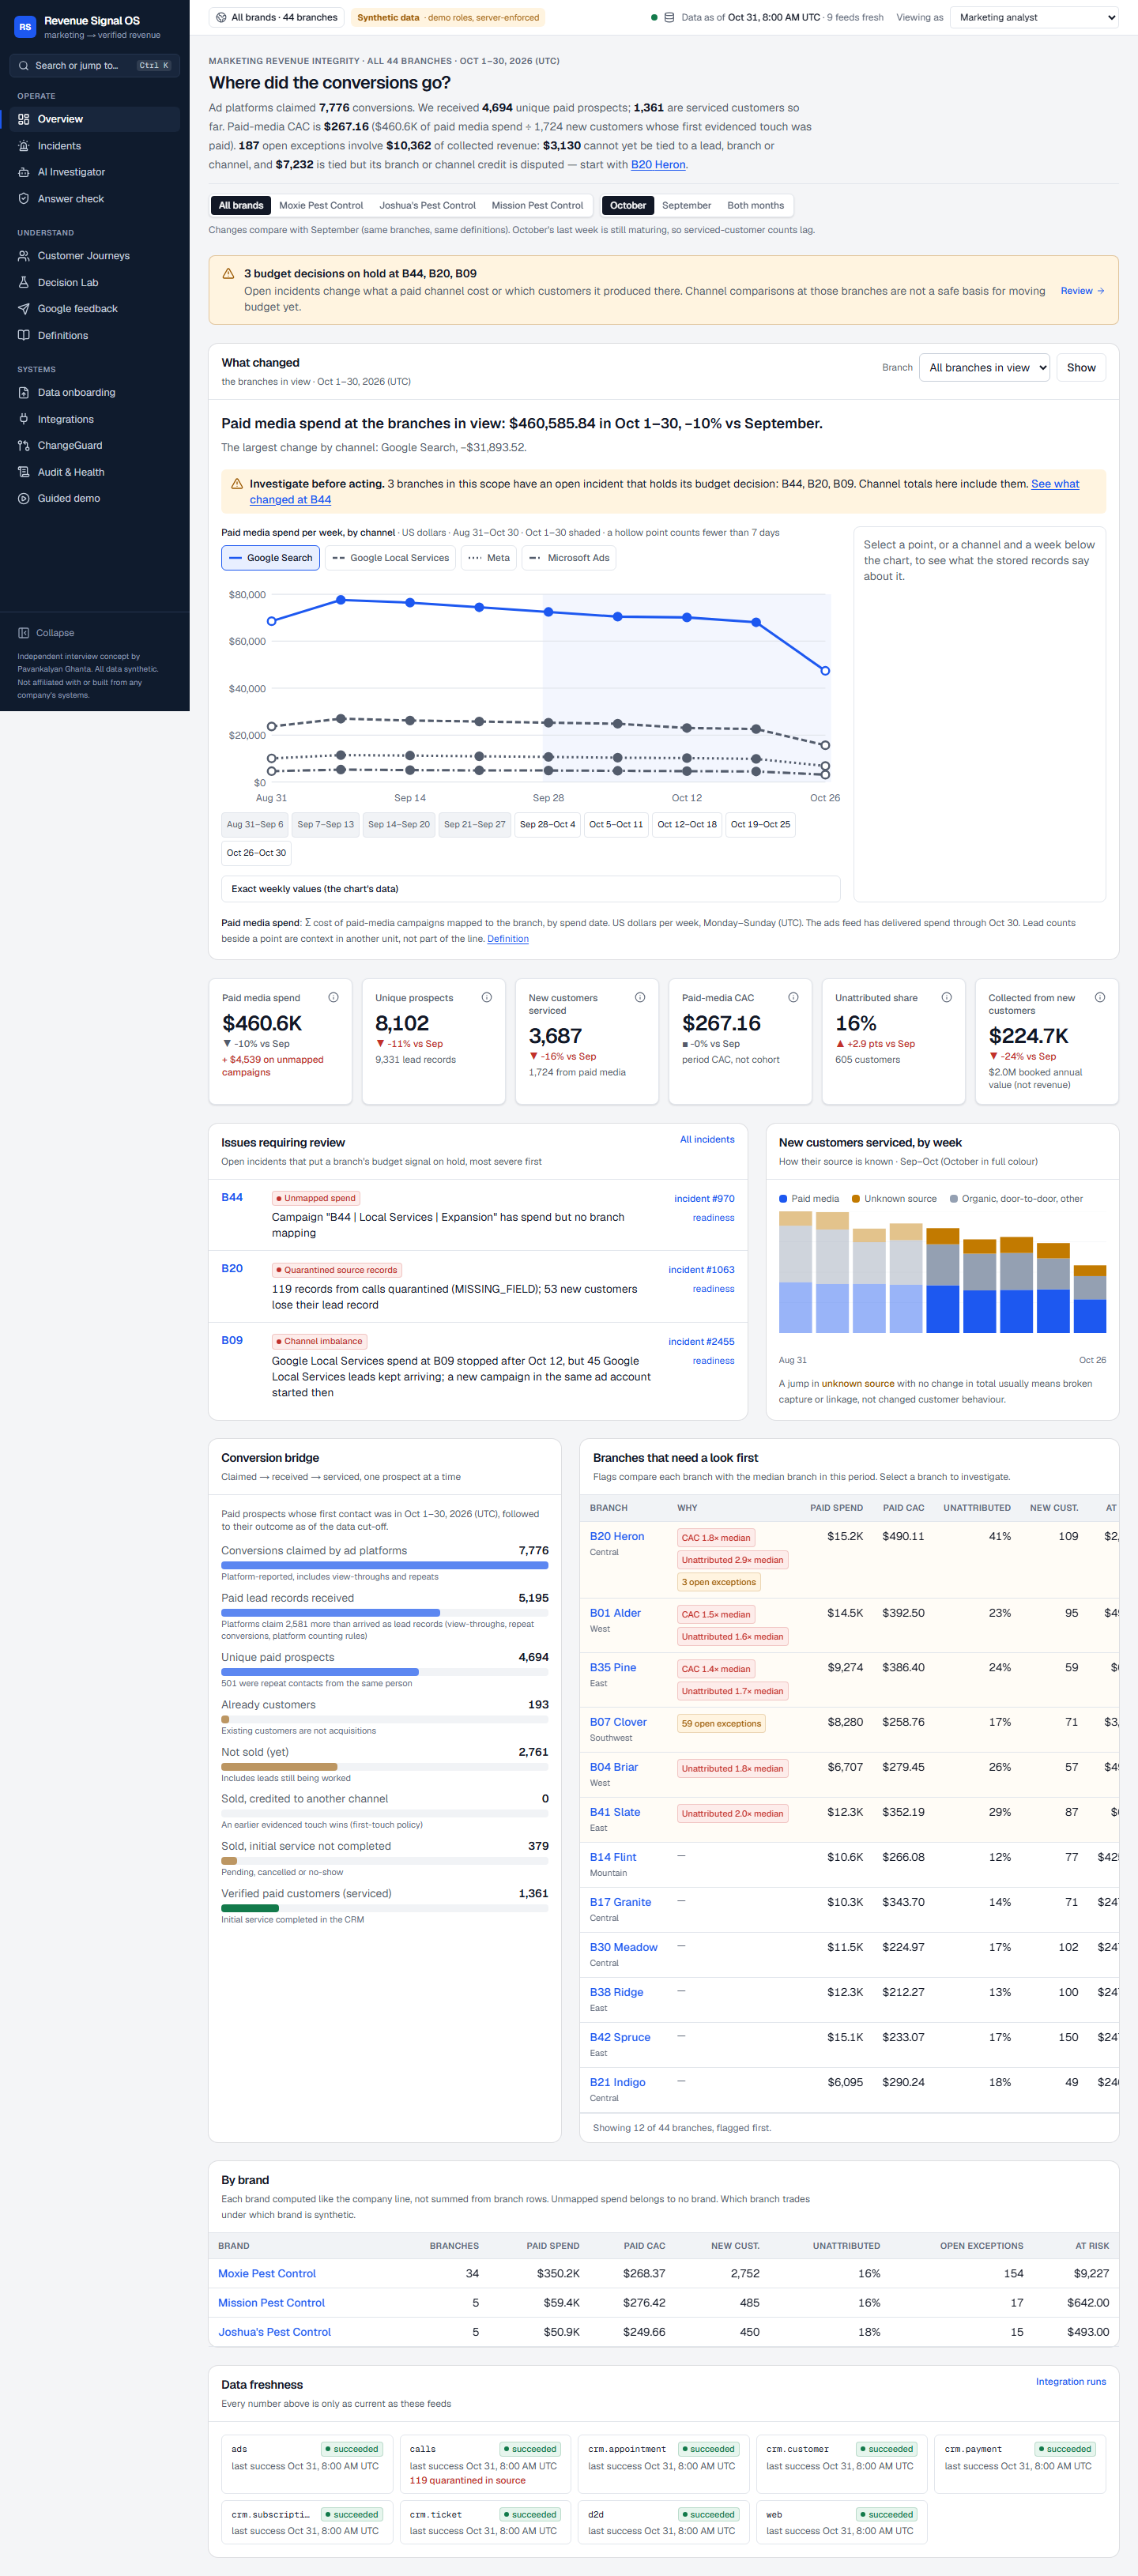 RS
Revenue Signal OS
marketing → verified revenue
Search or jump to...
Ctrl K
OPERATE
Overview
Incidents
AI Investigator
Answer check
UNDERSTAND
Customer Journeys
Decision Lab
Google feedback
Definitions
SYSTEMS
Data onboarding
Integrations
ChangeGuard
Audit & Health
Guided demo
Collapse
Independent interview concept by
Pavankalyan Ghanta. All data synthetic.
Not affiliated with or built from any
company's systems.
All brands · 44 branches
Synthetic data · demo roles, server-enforced
Data as of Oct 31, 8:00 AM UTC · 9 feeds fresh
Viewing as
Marketing analyst
MARKETING REVENUE INTEGRITY · ALL 44 BRANCHES · OCT 1–30, 2026 (UTC)
Where did the conversions go?
Ad platforms claimed 7,776 conversions. We received 4,694 unique paid prospects; 1,361 are serviced customers so
far. Paid-media CAC is $267.16 ($460.6K of paid media spend ÷ 1,724 new customers whose first evidenced touch was
paid). 187 open exceptions involve $10,362 of collected revenue: $3,130 cannot yet be tied to a lead, branch or
channel, and $7,232 is tied but its branch or channel credit is disputed — start with B20 Heron.
All brands
Moxie Pest Control
Joshua's Pest Control
Mission Pest Control
October
September
Both months
Changes compare with September (same branches, same definitions). October's last week is still maturing, so serviced-customer counts lag.
3 budget decisions on hold at B44, B20, B09
Open incidents change what a paid channel cost or which customers it produced there. Channel comparisons at those branches are not a safe basis for moving
budget yet.
Review →
What changed
the branches in view · Oct 1–30, 2026 (UTC)
Branch
All branches in view
Show
Paid media spend at the branches in view: $460,585.84 in Oct 1–30, −10% vs September.
The largest change by channel: Google Search, −$31,893.52.
Investigate before acting. 3 branches in this scope have an open incident that holds its budget decision: B44, B20, B09. Channel totals here include them. See what
changed at B44
Paid media spend per week, by channel · US dollars · Aug 31–Oct 30 · Oct 1–30 shaded · a hollow point counts fewer than 7 days
Google Search
Google Local Services
Meta
Microsoft Ads
$80,000
$60,000
$40,000
$20,000
$0
Aug 31
Sep 14
Sep 28
Oct 12
Oct 26
Aug 31–Sep 6
Sep 7–Sep 13
Sep 14–Sep 20
Sep 21–Sep 27
Sep 28–Oct 4
Oct 5–Oct 11
Oct 12–Oct 18
Oct 19–Oct 25
Oct 26–Oct 30
Exact weekly values (the chart's data)
Select a point, or a channel and a week below
the chart, to see what the stored records say
about it.
Paid media spend: Σ cost of paid-media campaigns mapped to the branch, by spend date. US dollars per week, Monday–Sunday (UTC). The ads feed has delivered spend through Oct 30. Lead counts
beside a point are context in another unit, not part of the line. Definition
Paid media spend
$460.6K
▼ -10% vs Sep
+ $4,539 on unmapped
campaigns
Unique prospects
8,102
▼ -11% vs Sep
9,331 lead records
New customers
serviced
3,687
▼ -16% vs Sep
1,724 from paid media
Paid-media CAC
$267.16
■ -0% vs Sep
period CAC, not cohort
Unattributed share
16%
▲ +2.9 pts vs Sep
605 customers
Collected from new
customers
$224.7K
▼ -24% vs Sep
$2.0M booked annual
value (not revenue)
Issues requiring review
Open incidents that put a branch's budget signal on hold, most severe first
All incidents
B44
Unmapped spend
Campaign "B44 | Local Services | Expansion" has spend but no branch
mapping
incident #970
readiness
B20
Quarantined source records
119 records from calls quarantined (MISSING_FIELD); 53 new customers
lose their lead record
incident #1063
readiness
B09
Channel imbalance
Google Local Services spend at B09 stopped after Oct 12, but 45 Google
Local Services leads kept arriving; a new campaign in the same ad account
started then
incident #2455
readiness
New customers serviced, by week
How their source is known · Sep–Oct (October in full colour)
Paid media
Unknown source
Organic, door-to-door, other
Aug 31
Oct 26
A jump in unknown source with no change in total usually means broken
capture or linkage, not changed customer behaviour.
Conversion bridge
Claimed → received → serviced, one prospect at a time
Paid prospects whose first contact was in Oct 1–30, 2026 (UTC), followed
to their outcome as of the data cut-off.
Conversions claimed by ad platforms 7,776
Platform-reported, includes view-throughs and repeats
Paid lead records received 5,195
Platforms claim 2,581 more than arrived as lead records (view-throughs, repeat
conversions, platform counting rules)
Unique paid prospects 4,694
501 were repeat contacts from the same person
Already customers 193
Existing customers are not acquisitions
Not sold (yet) 2,761
Includes leads still being worked
Sold, credited to another channel 0
An earlier evidenced touch wins (first-touch policy)
Sold, initial service not completed 379
Pending, cancelled or no-show
Verified paid customers (serviced) 1,361
Initial service completed in the CRM
Branches that need a look first
Flags compare each branch with the median branch in this period. Select a branch to investigate.
BRANCH WHY PAID SPEND PAID CAC UNATTRIBUTED NEW CUST. AT
B20 Heron
Central
CAC 1.8× median
Unattributed 2.9× median
3 open exceptions
$15.2K $490.11 41% 109 $2,
B01 Alder
West
CAC 1.5× median
Unattributed 1.6× median
$14.5K $392.50 23% 95 $4
B35 Pine
East
CAC 1.4× median
Unattributed 1.7× median
$9,274 $386.40 24% 59 $
B07 Clover
Southwest
59 open exceptions
$8,280 $258.76 17% 71 $3,
B04 Briar
West
Unattributed 1.8× median
$6,707 $279.45 26% 57 $4
B41 Slate
East
Unattributed 2.0× median
$12.3K $352.19 29% 87 $
B14 Flint
Mountain
— $10.6K $266.08 12% 77 $42
B17 Granite
Central
— $10.3K $343.70 14% 71 $24
B30 Meadow
Central
— $11.5K $224.97 17% 102 $24
B38 Ridge
East
— $12.3K $212.27 13% 100 $24
B42 Spruce
East
— $15.1K $233.07 17% 150 $24
B21 Indigo
Central
— $6,095 $290.24 18% 49 $24
Showing 12 of 44 branches, flagged first.
By brand
Each brand computed like the company line, not summed from branch rows. Unmapped spend belongs to no brand. Which branch trades
under which brand is synthetic.
BRAND BRANCHES PAID SPEND PAID CAC NEW CUST. UNATTRIBUTED OPEN EXCEPTIONS AT RISK
Moxie Pest Control 34 $350.2K $268.37 2,752 16% 154 $9,227
Mission Pest Control 5 $59.4K $276.42 485 16% 17 $642.00
Joshua's Pest Control 5 $50.9K $249.66 450 18% 15 $493.00
Data freshness
Every number above is only as current as these feeds
Integration runs
ads succeeded
last success Oct 31, 8:00 AM UTC
calls succeeded
last success Oct 31, 8:00 AM UTC
119 quarantined in source
crm.appointment succeeded
last success Oct 31, 8:00 AM UTC
crm.customer succeeded
last success Oct 31, 8:00 AM UTC
crm.payment succeeded
last success Oct 31, 8:00 AM UTC
crm.subscripti… succeeded
last success Oct 31, 8:00 AM UTC
crm.ticket succeeded
last success Oct 31, 8:00 AM UTC
d2d succeeded
last success Oct 31, 8:00 AM UTC
web succeeded
last success Oct 31, 8:00 AM UTC